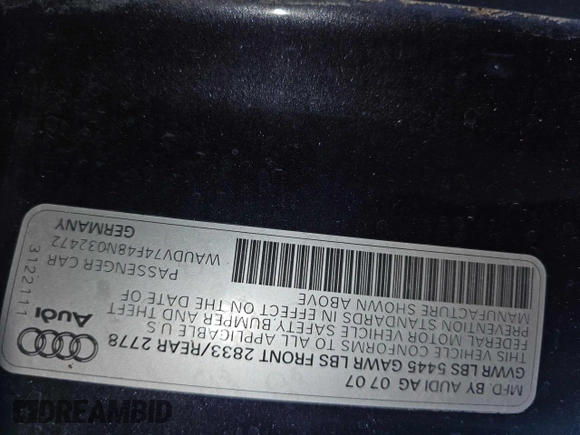 MFD. BY AUDI AG 07 07
GVWR LBS 5445 GAWR LBS FRONT 2833/REAR 2778
THIS VEHICLE CONFORMS TO ALL APPLICABLE U.S
FEDERAL MOTOR VEHICLE SAFETY BUMPER AND THEFT
PREVENTION STANDARDS IN EFFECT ON THE DATE OF
MANUFACTURE SHOWN ABOVE
PASSENGER CAR
WAUDV74F48N032472
GERMANY
Audi
3122111
DREAMBID